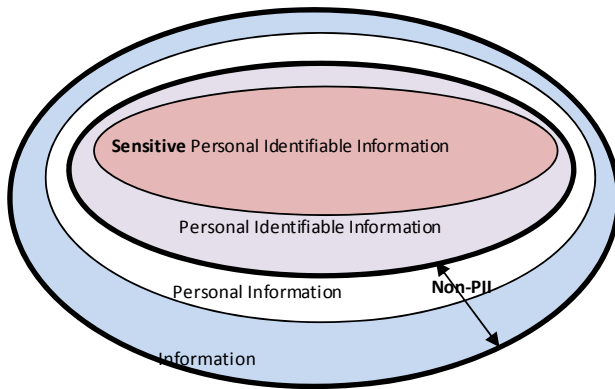 Sensitive Personal Identifiable Information
Personal Identifiable Information
Non-PII
Personal Information
Information